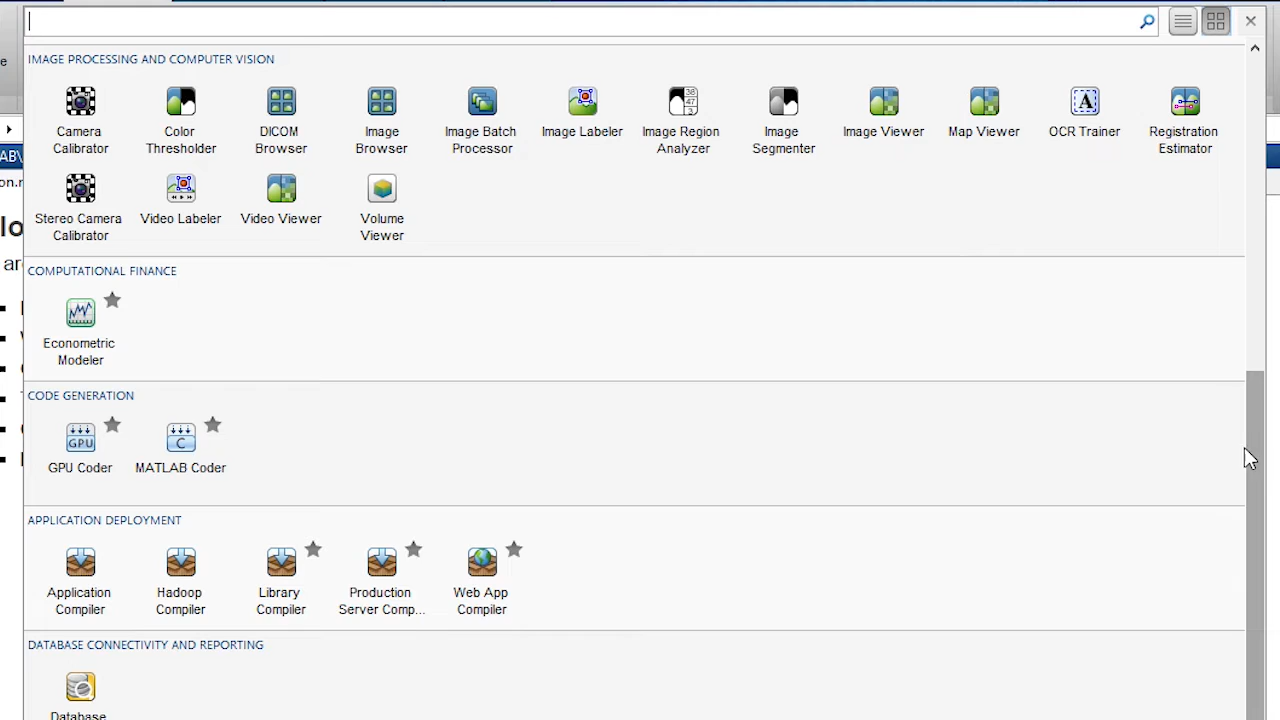 IMAGE PROCESSING AND COMPUTER VISION
Camera Calibrator
Color Thresholder
DICOM Browser
Image Browser
Image Batch Processor
Image Labeler
Image Region Analyzer
Image Segmenter
Image Viewer
Map Viewer
OCR Trainer
Registration Estimator
Stereo Camera Calibrator
Video Labeler
Video Viewer
Volume Viewer
COMPUTATIONAL FINANCE
Econometric Modeler
CODE GENERATION
GPU
GPU Coder
C
MATLAB Coder
APPLICATION DEPLOYMENT
Application Compiler
Hadoop Compiler
Library Compiler
Production Server Comp...
Web App Compiler
DATABASE CONNECTIVITY AND REPORTING
Database